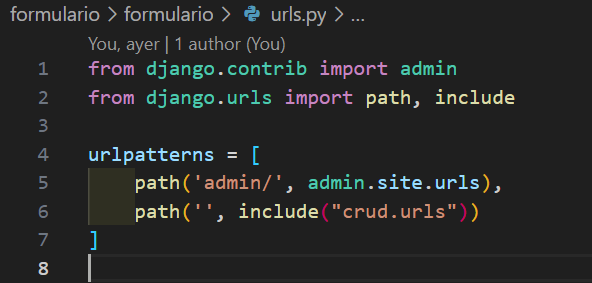 formulario > formulario > urls.py > ...
You, ayer | 1 author (You)
1 from django.contrib import admin
2 from django.urls import path, include
3
4 urlpatterns = [
5     path('admin/', admin.site.urls),
6     path('', include("crud.urls"))
7 ]
8